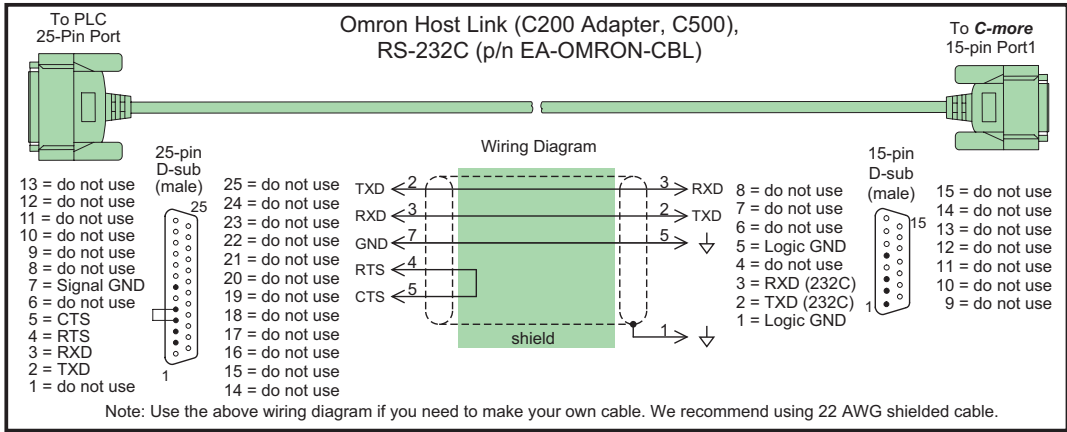 To PLC
25-Pin Port
Omron Host Link (C200 Adapter, C500),
RS-232C (p/n EA-OMRON-CBL)
To C-more
15-pin Port1
Wiring Diagram
25-pin
D-sub
(male)
25
1
13 = do not use
12 = do not use
11 = do not use
10 = do not use
9 = do not use
8 = do not use
7 = Signal GND
6 = do not use
5 = CTS
4 = RTS
3 = RXD
2 = TXD
1 = do not use
25 = do not use
24 = do not use
23 = do not use
22 = do not use
21 = do not use
20 = do not use
19 = do not use
18 = do not use
17 = do not use
16 = do not use
15 = do not use
14 = do not use
TXD 2 3 RXD
RXD 3 2 TXD
GND 7 5
RTS 4
CTS 5
1
shield
8 = do not use
7 = do not use
6 = do not use
5 = Logic GND
4 = do not use
3 = RXD (232C)
2 = TXD (232C)
1 = Logic GND
15-pin
D-sub
(male)
15
1
15 = do not use
14 = do not use
13 = do not use
12 = do not use
11 = do not use
10 = do not use
9 = do not use
Note: Use the above wiring diagram if you need to make your own cable. We recommend using 22 AWG shielded cable.